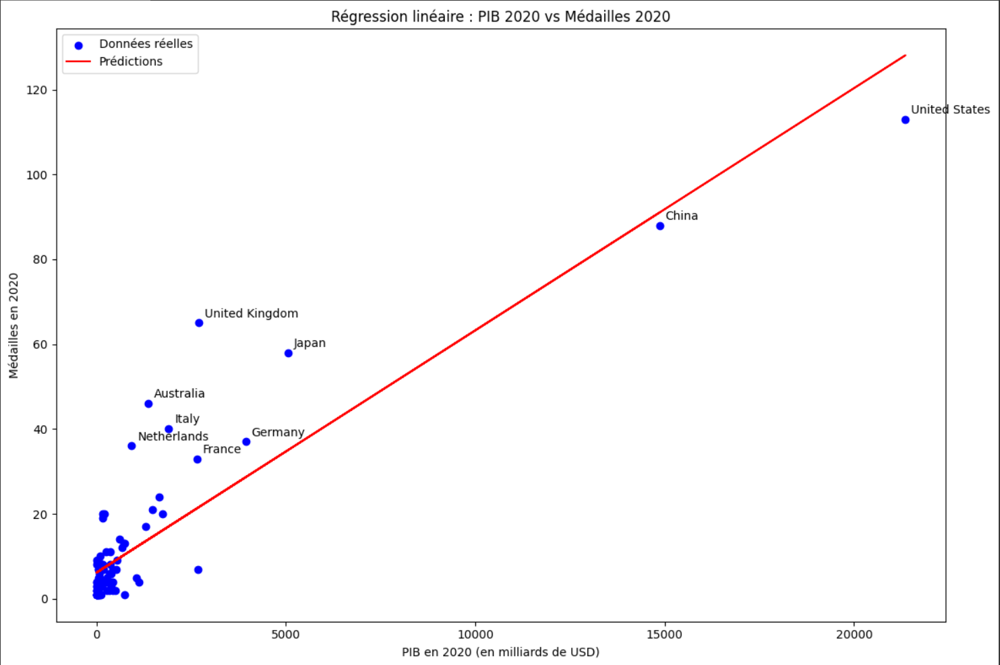 Régression linéaire : PIB 2020 vs Médailles 2020
Données réelles
Prédictions
120
100
80
60
40
20
0
Médailles en 2020
United States
China
United Kingdom
Japan
Australia
Italy
Germany
Netherlands
France
0
5000
10000
15000
20000
PIB en 2020 (en milliards de USD)